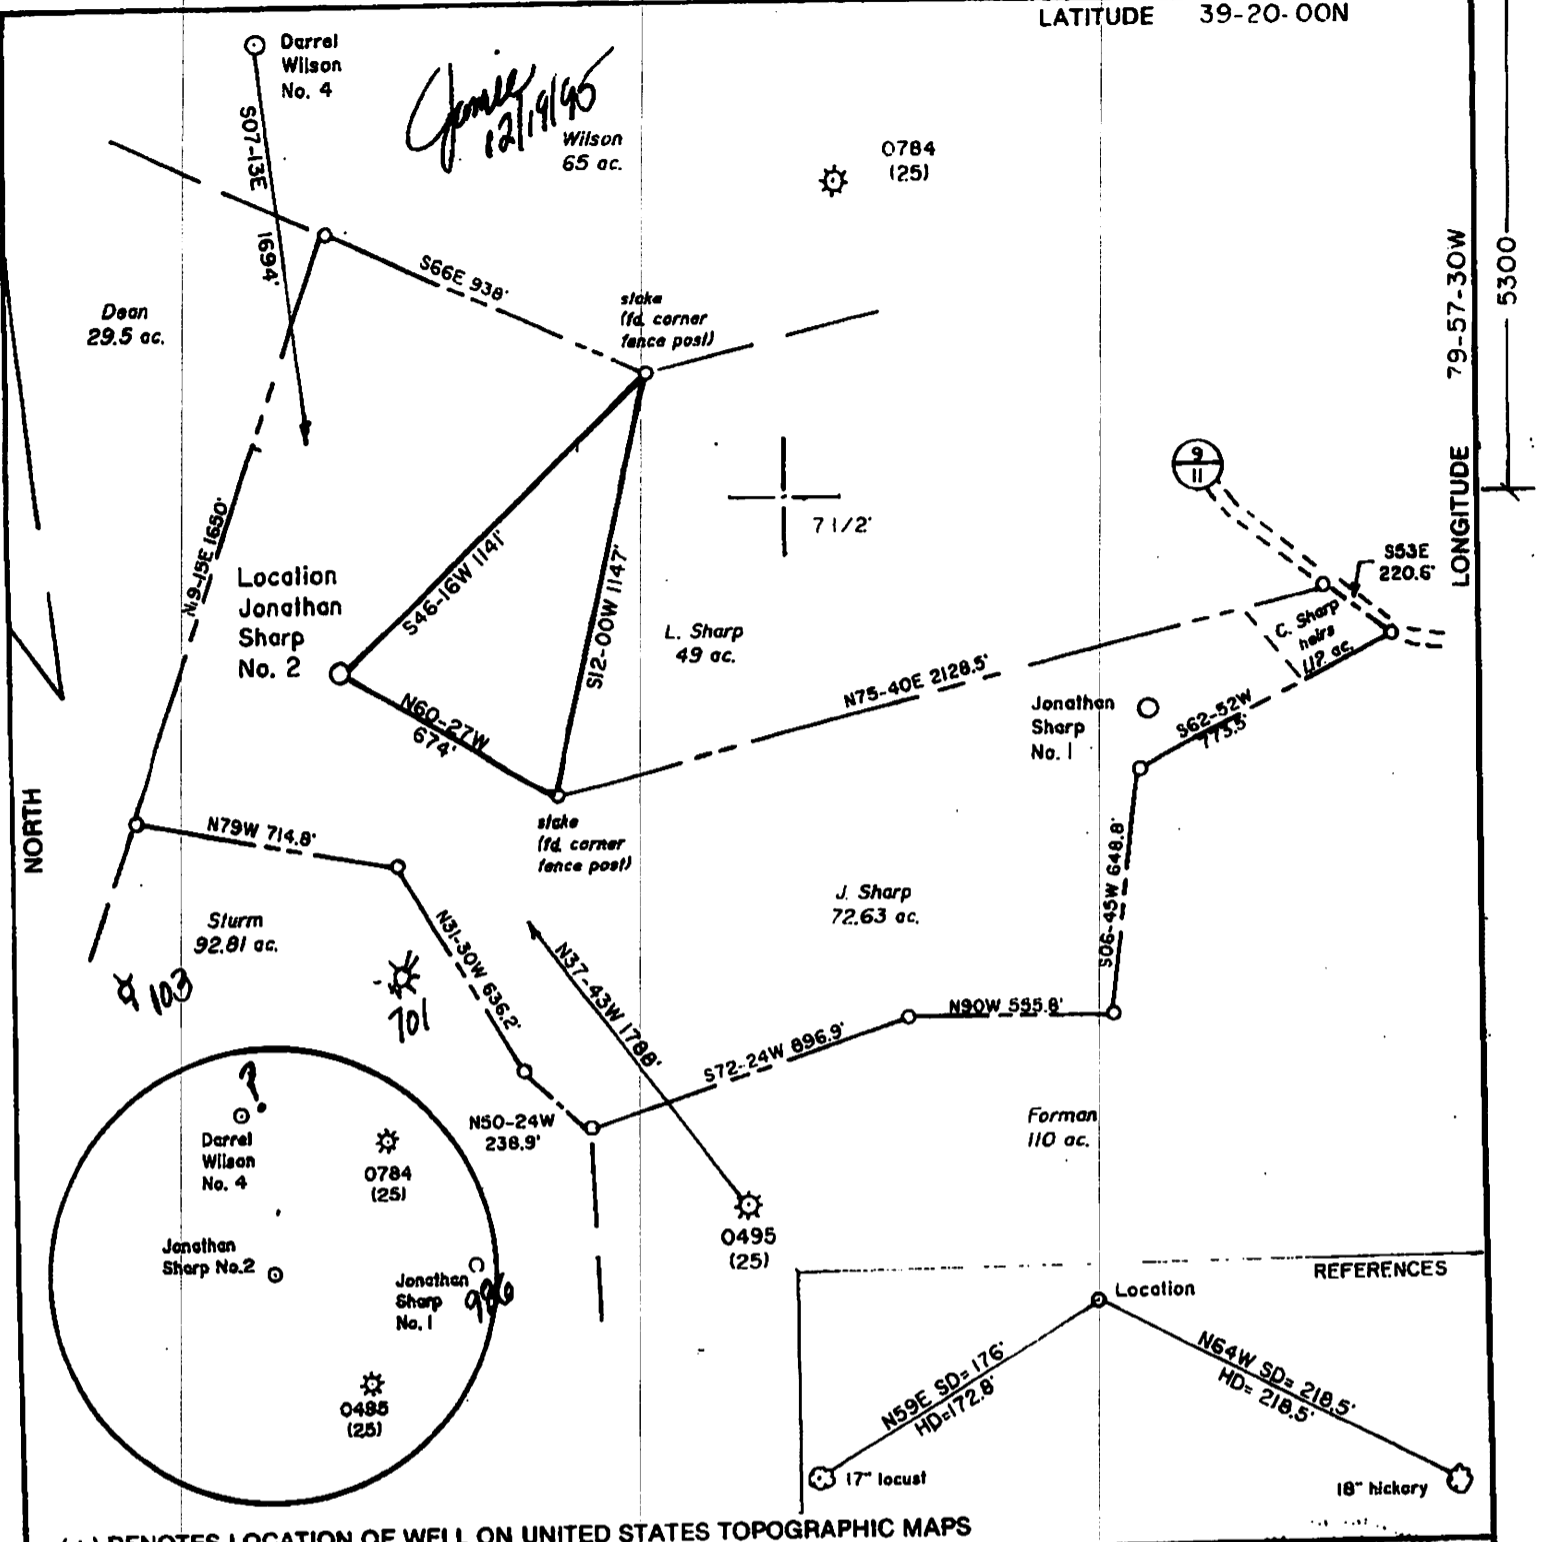 LATITUDE 39-20-00N
Darrel
Wilson
No. 4
Jamie
12/19/95
Wilson
65 ac.
0784
(25)
S07-13E 1694'
S66E 938'
Dean
29.5 ac.
stake
(fd. corner
fence post)
LONGITUDE 79-57-30W
5300
9
11
7 1/2'
S53E
220.6'
C. Sharp
heirs
N19-15E 1650'
Location
Jonathan
Sharp
No. 2
S46-16W 1141'
S12-00W 1147'
L. Sharp
49 ac.
N75-40E 2128.5'
N60-27W
674'
Jonathan
Sharp
No. 1
S62-52W
773.5'
NORTH
N79W 714.8'
stake
(fd. corner
fence post)
S06-45W 648.8'
J. Sharp
72.63 ac.
Sturm
92.81 ac.
N31-30W 636.2'
N37-43W 1788'
103
701
N90W 555.8'
S72-24W 896.9'
N50-24W
238.9'
Forman
110 ac.
0495
(25)
?
Darrel
Wilson
No. 4
0784
(25)
Jonathan
Sharp No.2
Jonathan
Sharp
No. 1
986
0485
(25)
REFERENCES
Location
N59E SD= 176'
HD=172.8'
N64W SD= 218.5'
HD= 218.5'
17" locust
18" hickory
(+) DENOTES LOCATION OF WELL ON UNITED STATES TOPOGRAPHIC MAPS